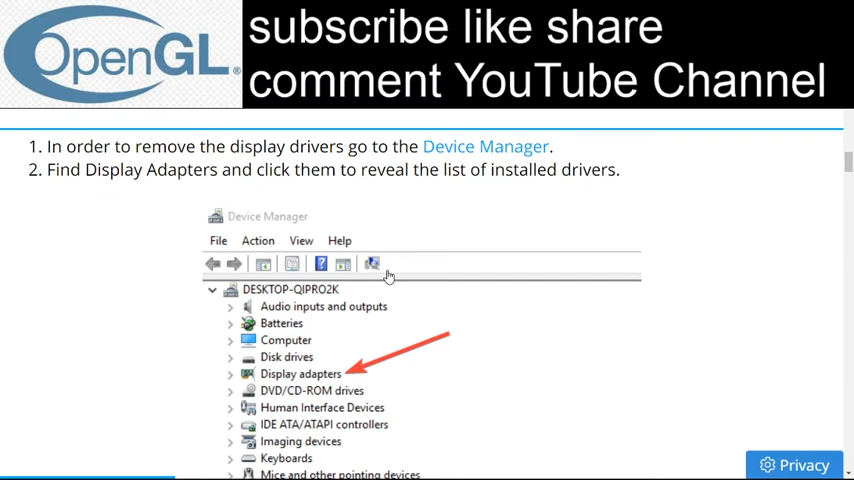 OpenGL®
subscribe like share
comment YouTube Channel
1. In order to remove the display drivers go to the Device Manager.
2. Find Display Adapters and click them to reveal the list of installed drivers.
Device Manager
File Action View Help
DESKTOP-QIPRO2K
Audio inputs and outputs
Batteries
Computer
Disk drives
Display adapters
DVD/CD-ROM drives
Human Interface Devices
IDE ATA/ATAPI controllers
Imaging devices
Keyboards
Mice and other pointing devices
Privacy